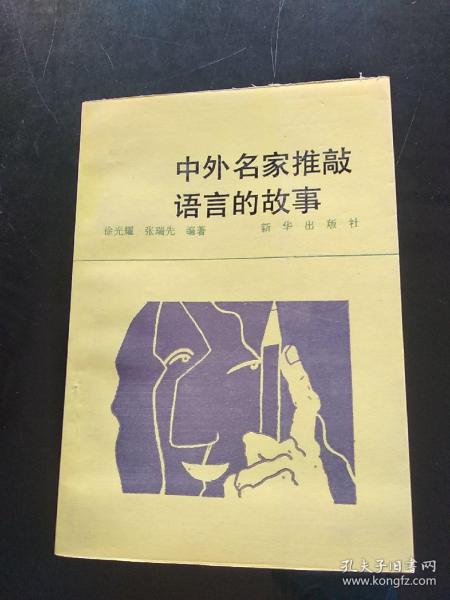 中外名家推敲
语言的故事
徐光耀 张瑞先 编著 新华出版社
孔夫子旧书网
www.kongfz.com